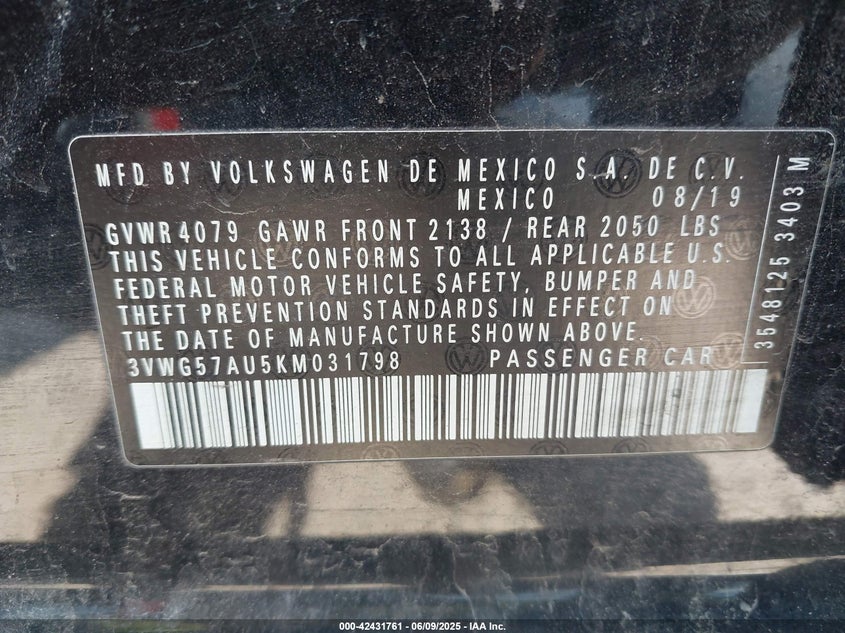 MFD BY VOLKSWAGEN DE MEXICO S.A. DE C.V.
MEXICO 08/19
GVWR 4079 GAWR FRONT 2138 / REAR 2050 LBS
THIS VEHICLE CONFORMS TO ALL APPLICABLE U.S.
FEDERAL MOTOR VEHICLE SAFETY, BUMPER AND
THEFT PREVENTION STANDARDS IN EFFECT ON
THE DATE OF MANUFACTURE SHOWN ABOVE.
3VWG57AU5KM031798 PASSENGER CAR
3548125 3403 M
000-42431761 - 06/09/2025 - IAA Inc.